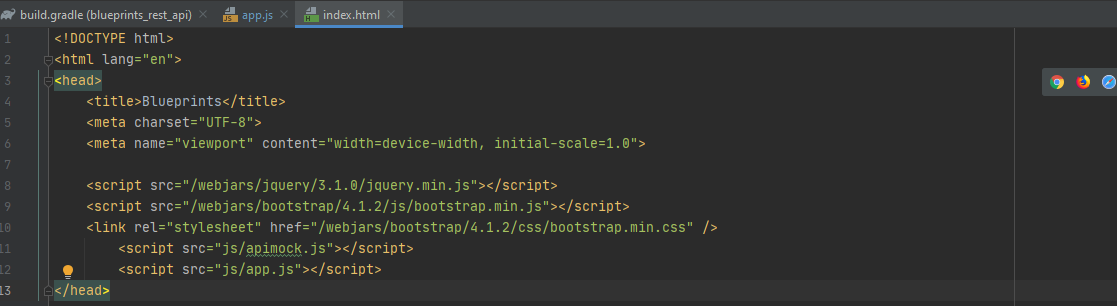 build.gradle (blueprints_rest_api) app.js index.html
1 <!DOCTYPE html>
2 <html lang="en">
3 <head>
4 <title>Blueprints</title>
5 <meta charset="UTF-8">
6 <meta name="viewport" content="width=device-width, initial-scale=1.0">
7
8 <script src="/webjars/jquery/3.1.0/jquery.min.js"></script>
9 <script src="/webjars/bootstrap/4.1.2/js/bootstrap.min.js"></script>
10 <link rel="stylesheet" href="/webjars/bootstrap/4.1.2/css/bootstrap.min.css" />
11 <script src="js/apimock.js"></script>
12 <script src="js/app.js"></script>
13 </head>